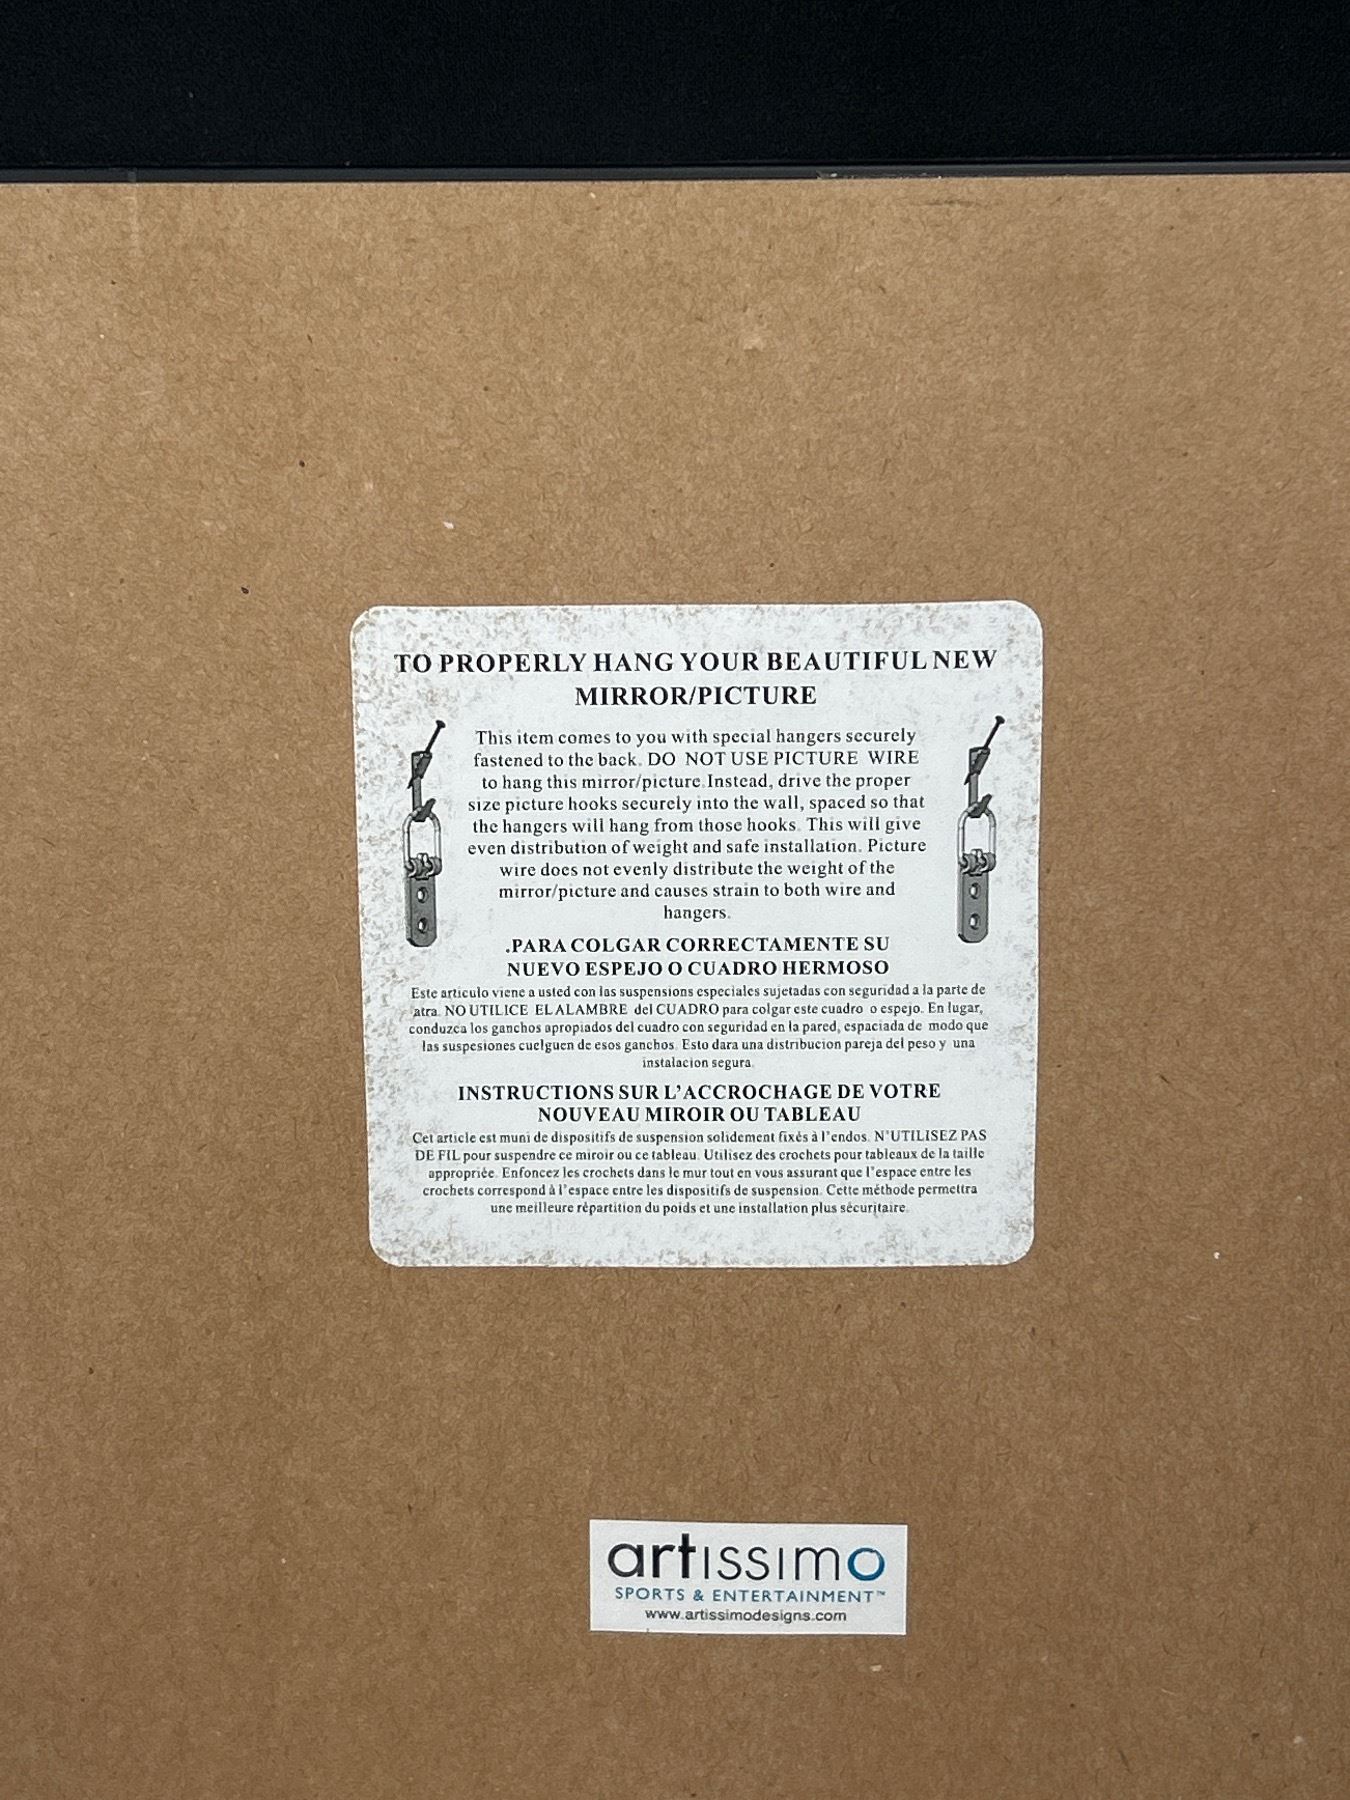 TO PROPERLY HANG YOUR BEAUTIFUL NEW
MIRROR/PICTURE
This item comes to you with special hangers securely
fastened to the back. DO NOT USE PICTURE WIRE
to hang this mirror/picture. Instead, drive the proper
size picture hooks securely into the wall, spaced so that
the hangers will hang from those hooks. This will give
even distribution of weight and safe installation. Picture
wire does not evenly distribute the weight of the
mirror/picture and causes strain to both wire and
hangers.
.PARA COLGAR CORRECTAMENTE SU
NUEVO ESPEJO O CUADRO HERMOSO
Este articulo viene a usted con las suspensions especiales sujetadas con seguridad a la parte de
atra. NO UTILICE EL ALAMBRE del CUADRO para colgar este cuadro o espejo. En lugar,
conduzca los ganchos apropiados del cuadro con seguridad en la pared, espaciada de modo que
las suspesiones cuelguen de esos ganchos. Esto dara una distribucion pareja del peso y una
instalacion segura.
INSTRUCTIONS SUR L'ACCROCHAGE DE VOTRE
NOUVEAU MIROIR OU TABLEAU
Cet article est muni de dispositifs de suspension solidement fixés à l'endos. N'UTILISEZ PAS
DE FIL pour suspendre ce miroir ou ce tableau. Utilisez des crochets pour tableaux de la taille
appropriée. Enfoncez les crochets dans le mur tout en vous assurant que l'espace entre les
crochets correspond à l'espace entre les dispositifs de suspension. Cette méthode permettra
une meilleure répartition du poids et une installation plus sécuritaire.
artissimo
SPORTS & ENTERTAINMENT™
www.artissimodesigns.com